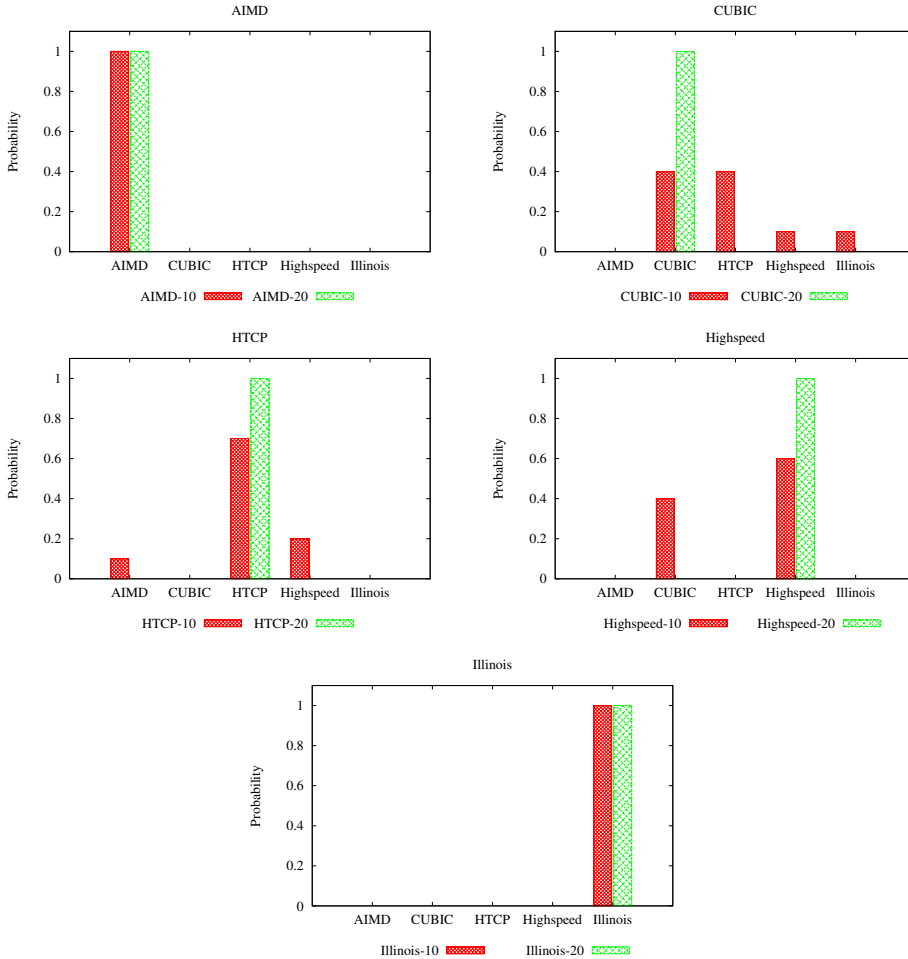 AIMD
Probability
1
0.8
0.6
0.4
0.2
0
AIMD CUBIC HTCP Highspeed Illinois
AIMD-10 AIMD-20
CUBIC
Probability
1
0.8
0.6
0.4
0.2
0
AIMD CUBIC HTCP Highspeed Illinois
CUBIC-10 CUBIC-20
HTCP
Probability
1
0.8
0.6
0.4
0.2
0
AIMD CUBIC HTCP Highspeed Illinois
HTCP-10 HTCP-20
Highspeed
Probability
1
0.8
0.6
0.4
0.2
0
AIMD CUBIC HTCP Highspeed Illinois
Highspeed-10 Highspeed-20
Illinois
Probability
1
0.8
0.6
0.4
0.2
0
AIMD CUBIC HTCP Highspeed Illinois
Illinois-10 Illinois-20